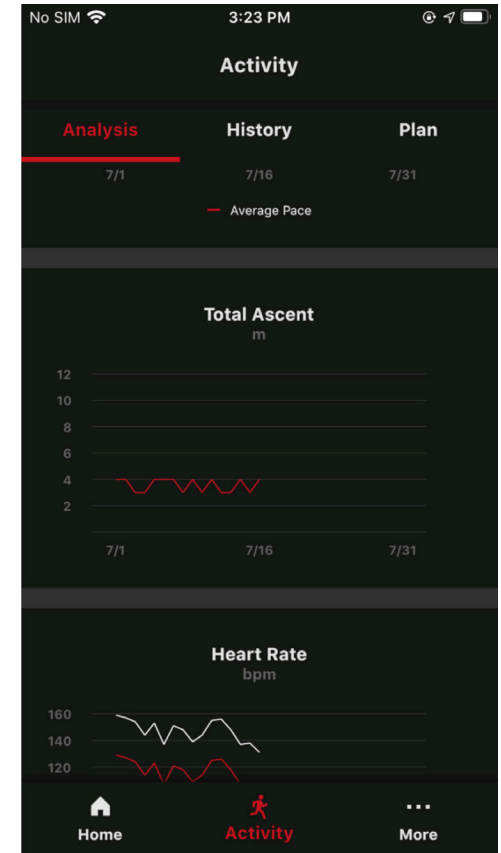 No SIM 3:23 PM
Activity
Analysis History Plan
7/1 7/16 7/31
Average Pace
Total Ascent
m
12
10
8
6
4
2
7/1 7/16 7/31
Heart Rate
bpm
160
140
120
Home Activity More